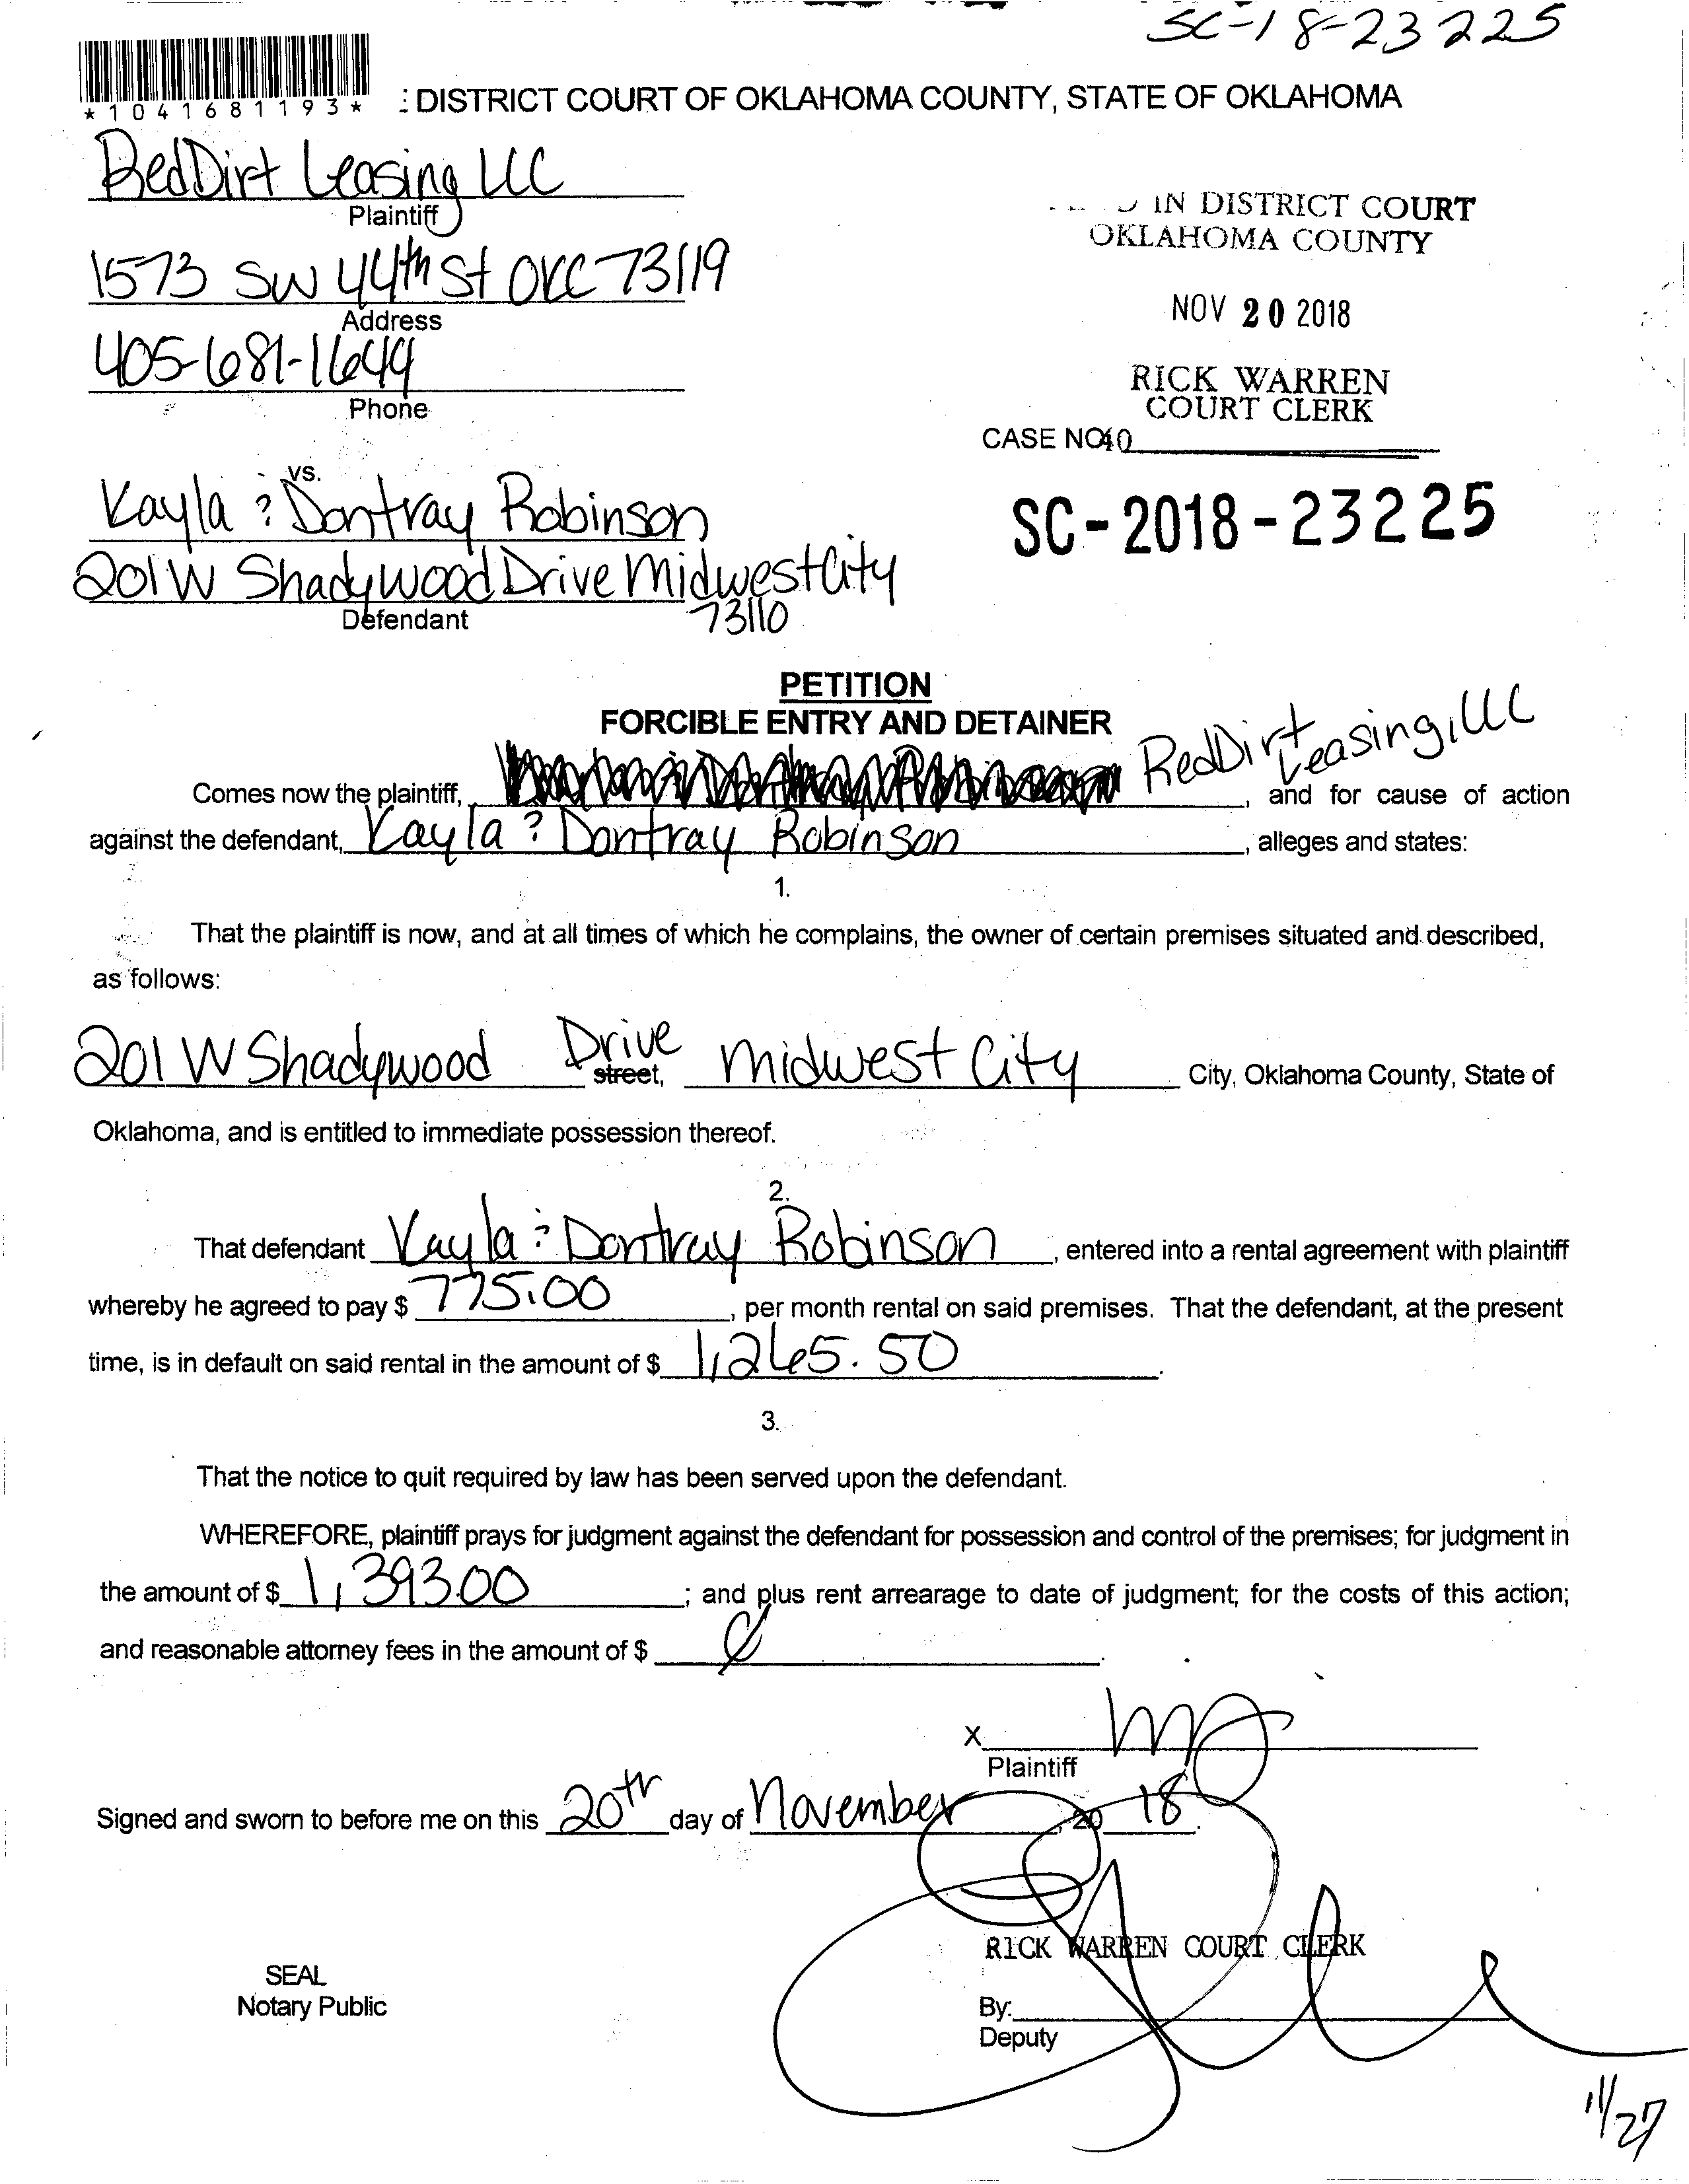 SC-18-23225
*1041681193*
: DISTRICT COURT OF OKLAHOMA COUNTY, STATE OF OKLAHOMA
RedDirt Leasing LLC
Plaintiff
IN DISTRICT COURT
OKLAHOMA COUNTY
1573 SW 44th St OKC 73119
Address
NOV 20 2018
405-681-1644
Phone
RICK WARREN
COURT CLERK
CASE NO
40
vs.
Kayla & Dontray Robinson
SC-2018-23225
201 W Shadywood Drive Midwest City
73110
Defendant
PETITION
FORCIBLE ENTRY AND DETAINER
Comes now the plaintiff, RedDirt Leasing, LLC, and for cause of action
against the defendant, Kayla & Dontray Robinson, alleges and states:
1.
That the plaintiff is now, and at all times of which he complains, the owner of certain premises situated and described,
as follows:
201 W Shadywood Drive street, Midwest City City, Oklahoma County, State of
Oklahoma, and is entitled to immediate possession thereof.
2.
That defendant Kayla & Dontray Robinson, entered into a rental agreement with plaintiff
whereby he agreed to pay $ 775.00, per month rental on said premises. That the defendant, at the present
time, is in default on said rental in the amount of $ 1,265.50.
3.
That the notice to quit required by law has been served upon the defendant.
WHEREFORE, plaintiff prays for judgment against the defendant for possession and control of the premises; for judgment in
the amount of $ 1,393.00; and plus rent arrearage to date of judgment; for the costs of this action;
and reasonable attorney fees in the amount of $ Ø.
X
Plaintiff
Signed and sworn to before me on this 20th day of November, 20 18.
RICK WARREN COURT CLERK
SEAL
Notary Public
By:
Deputy
11/27